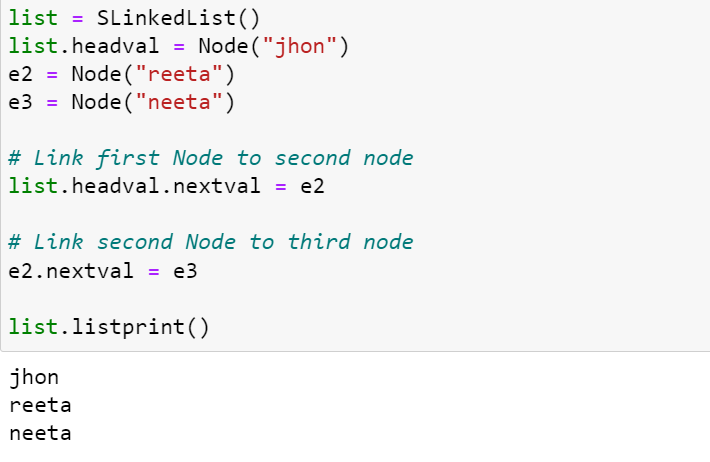 list = SLinkedList()
list.headval = Node("jhon")
e2 = Node("reeta")
e3 = Node("neeta")
# Link first Node to second node
list.headval.nextval = e2
# Link second Node to third node
e2.nextval = e3
list.listprint()
jhon
reeta
neeta